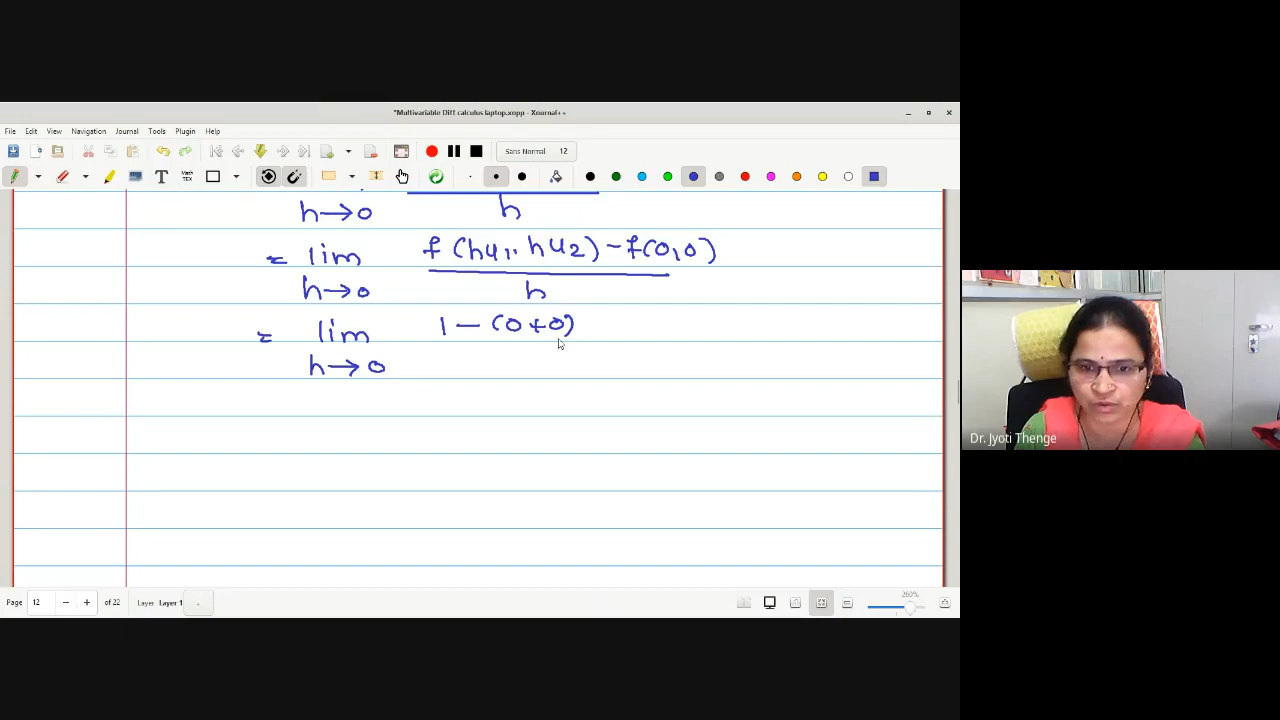 *Multivariable Diff calculus laptop.xopp - Xournal++
File Edit View Navigation Journal Tools Plugin Help
Sans Normal 12
h→0 h
= lim f(hu1, hu2) - f(0,0)
h→0 h
= lim 1 - (0+0)
h→0
Dr. Jyoti Thenge
Page 12 of 22 Layer Layer 1